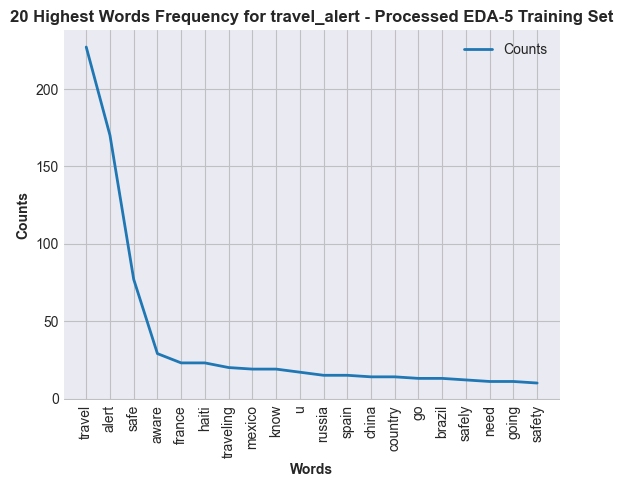 20 Highest Words Frequency for travel_alert - Processed EDA-5 Training Set
Counts
Counts
200
150
100
50
0
travel
alert
safe
aware
france
haiti
traveling
mexico
know
u
russia
spain
china
country
go
brazil
safely
need
going
safety
Words